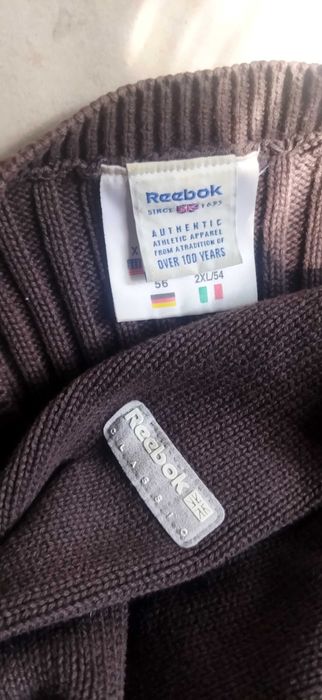 Reebok
SINCE 1895
AUTHENTIC
ATHLETIC APPAREL
FROM A TRADITION OF
OVER 100 YEARS
X
56
2XL/54
Reebok
CLASSIC